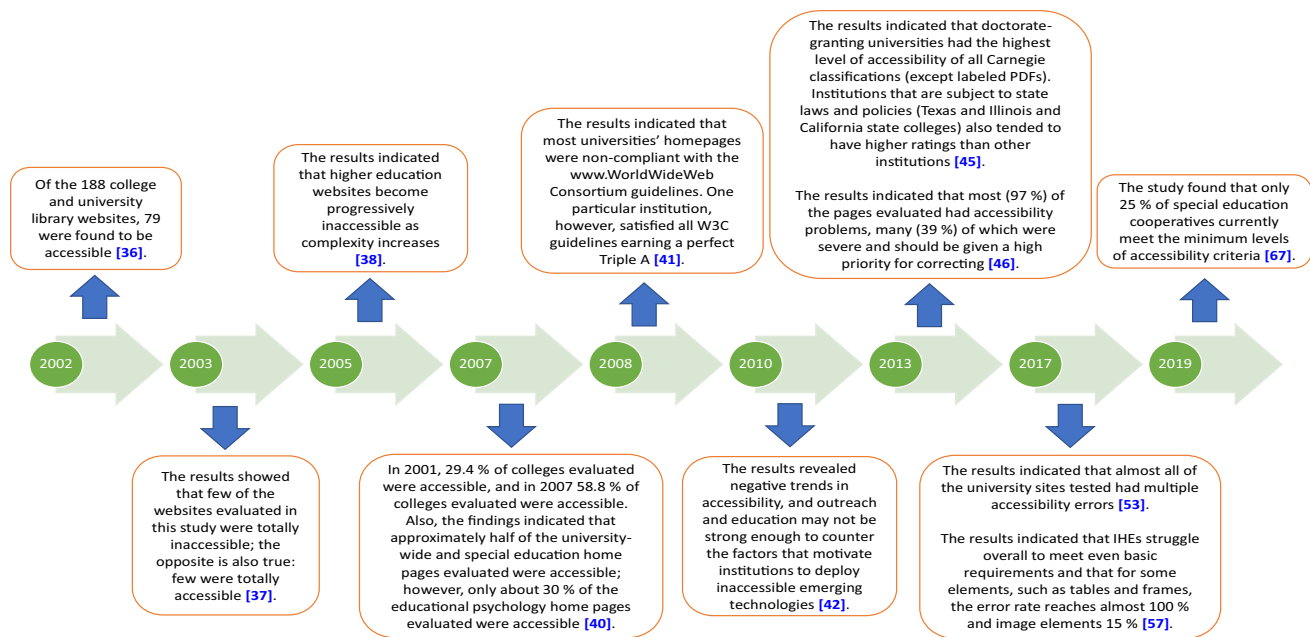 Of the 188 college
and university
library websites, 79
were found to be
accessible [36].
The results indicated
that higher education
websites become
progressively
inaccessible as
complexity increases
[38].
The results indicated that
most universities' homepages
were non-compliant with the
www.WorldWideWeb
Consortium guidelines. One
particular institution,
however, satisfied all W3C
guidelines earning a perfect
Triple A [41].
The results indicated that doctorate-
granting universities had the highest
level of accessibility of all Carnegie
classifications (except labeled PDFs).
Institutions that are subject to state
laws and policies (Texas and Illinois and
California state colleges) also tended to
have higher ratings than other
institutions [45].
The results indicated that most (97 %) of
the pages evaluated had accessibility
problems, many (39 %) of which were
severe and should be given a high
priority for correcting [46].
The study found that only
25 % of special education
cooperatives currently
meet the minimum levels
of accessibility criteria [67].
2002
2003
2005
2007
2008
2010
2013
2017
2019
The results showed
that few of the
websites evaluated
in this study were
totally
inaccessible; the
opposite is also true:
few were totally
accessible [37].
In 2001, 29.4 % of colleges evaluated
were accessible, and in 2007 58.8 % of
colleges evaluated were accessible.
Also, the findings indicated that
approximately half of the university-
wide and special education home
pages evaluated were accessible;
however, only about 30 % of the
educational psychology home pages
evaluated were accessible [40].
The results revealed
negative trends in
accessibility, and outreach
and education may not be
strong enough to counter
the factors that motivate
institutions to deploy
inaccessible emerging
technologies [42].
The results indicated that almost all of
the university sites tested had multiple
accessibility errors [53].
The results indicated that IHEs struggle
overall to meet even basic
requirements and that for some
elements, such as tables and frames,
the error rate reaches almost 100 %
and image elements 15 % [57].